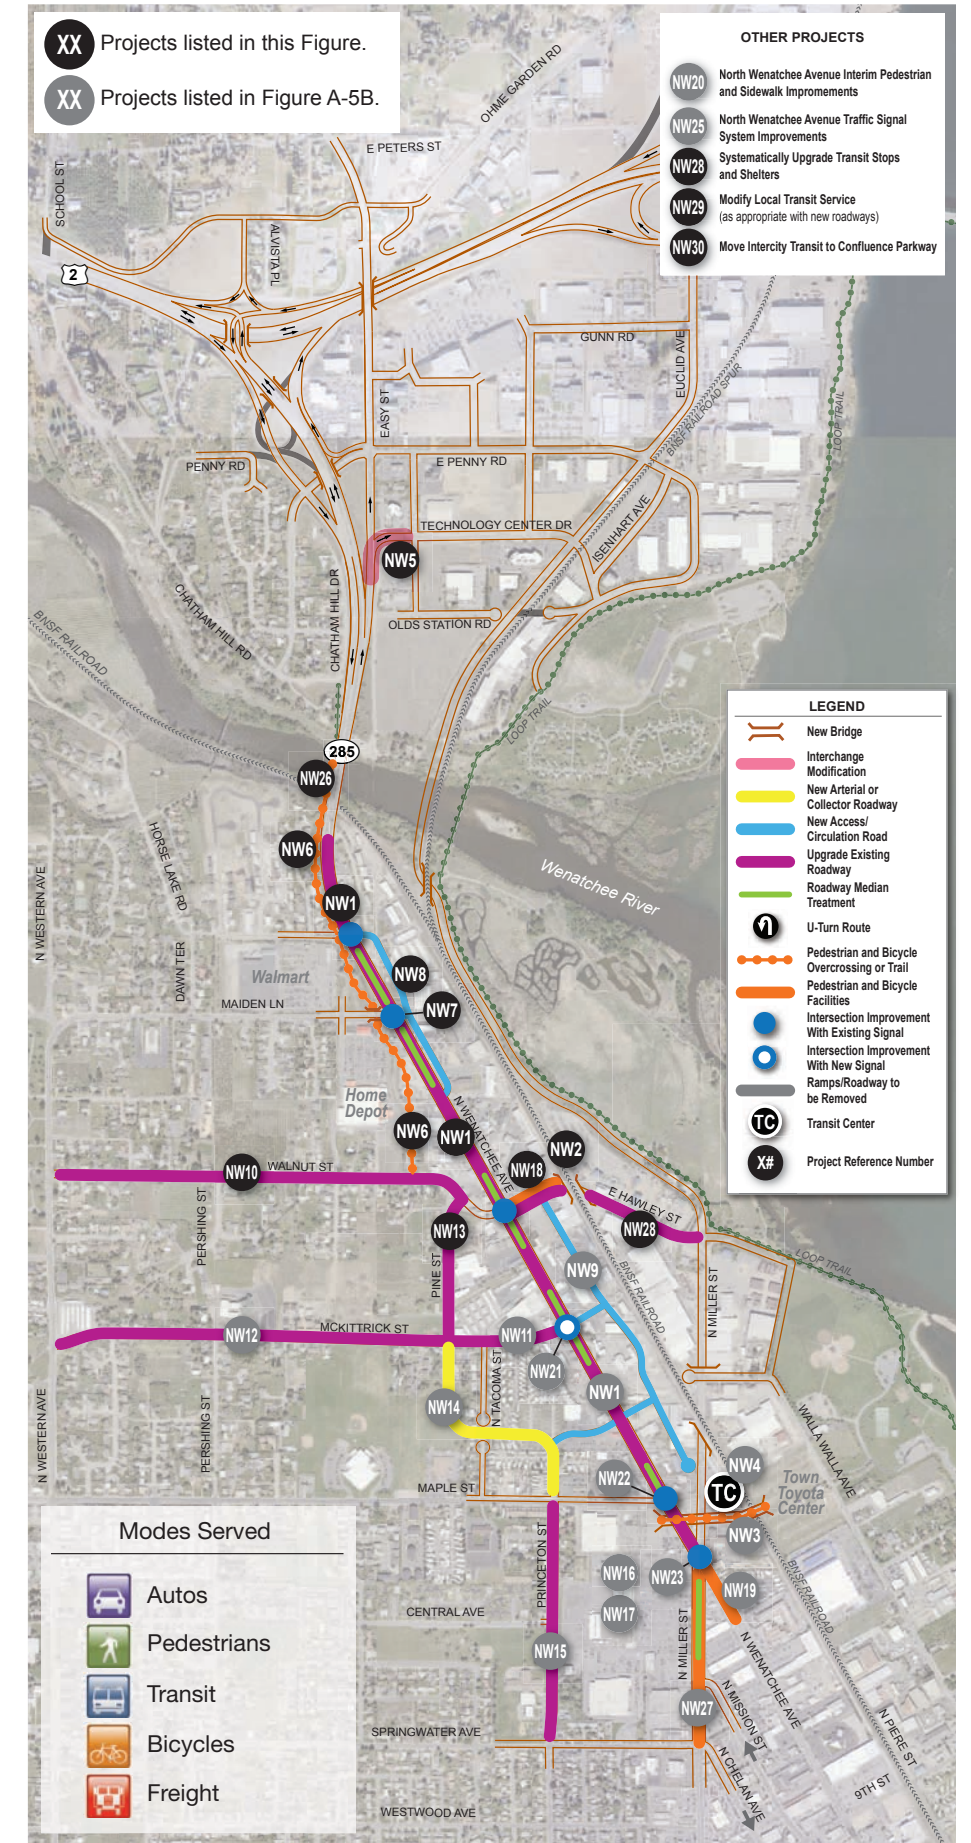 XX Projects listed in this Figure.
XX Projects listed in Figure A-5B.
OTHER PROJECTS
NW20 North Wenatchee Avenue Interim Pedestrian
and Sidewalk Impromements
NW25 North Wenatchee Avenue Traffic Signal
System Improvements
NW28 Systematically Upgrade Transit Stops
and Shelters
NW29 Modify Local Transit Service
(as appropriate with new roadways)
NW30 Move Intercity Transit to Confluence Parkway
OHME GARDEN RD
E PETERS ST
SCHOOL ST
ALVISTA PL
2
GUNN RD
EUCLID AVE
BNSF RAILROAD SPUR
LOOP TRAIL
EASY ST
PENNY RD
E PENNY RD
TECHNOLOGY CENTER DR
ISENHART AVE
NW5
CHATHAM HILL DR
CHATHAM HILL RD
OLDS STATION RD
BNSF RAILROAD
LOOP TRAIL
285
NW26
LEGEND
New Bridge
Interchange
Modification
New Arterial or
Collector Roadway
New Access/
Circulation Road
Upgrade Existing
Roadway
Roadway Median
Treatment
U-Turn Route
Pedestrian and Bicycle
Overcrossing or Trail
Pedestrian and Bicycle
Facilities
Intersection Improvement
With Existing Signal
Intersection Improvement
With New Signal
Ramps/Roadway to
be Removed
TC Transit Center
X# Project Reference Number
HORSE LAKE RD
NW6
Wenatchee River
N WESTERN AVE
NW1
DAWN TER
Walmart
NW8
MAIDEN LN
NW7
Home
Depot
N WENATCHEE AVE
NW6
NW1
NW2
NW10
WALNUT ST
NW18
E HAWLEY ST
NW28
PERSHING ST
NW13
PINE ST
NW9
BNSF RAILROAD
N MILLER ST
LOOP TRAIL
NW12
MCKITTRICK ST
NW11
NW21
N TACOMA ST
NW1
N WESTERN AVE
PERSHING ST
NW14
WALLA WALLA AVE
MAPLE ST
NW22
NW4
TC
Town
Toyota
Center
NW3
Modes Served
Autos
Pedestrians
Transit
Bicycles
Freight
PRINCETON ST
NW16
NW23
NW19
BNSF RAILROAD
CENTRAL AVE
NW17
NW15
N MILLER ST
N WENATCHEE AVE
N MISSION ST
NW27
N PIERE ST
SPRINGWATER AVE
N CHELAN AVE
9TH ST
WESTWOOD AVE